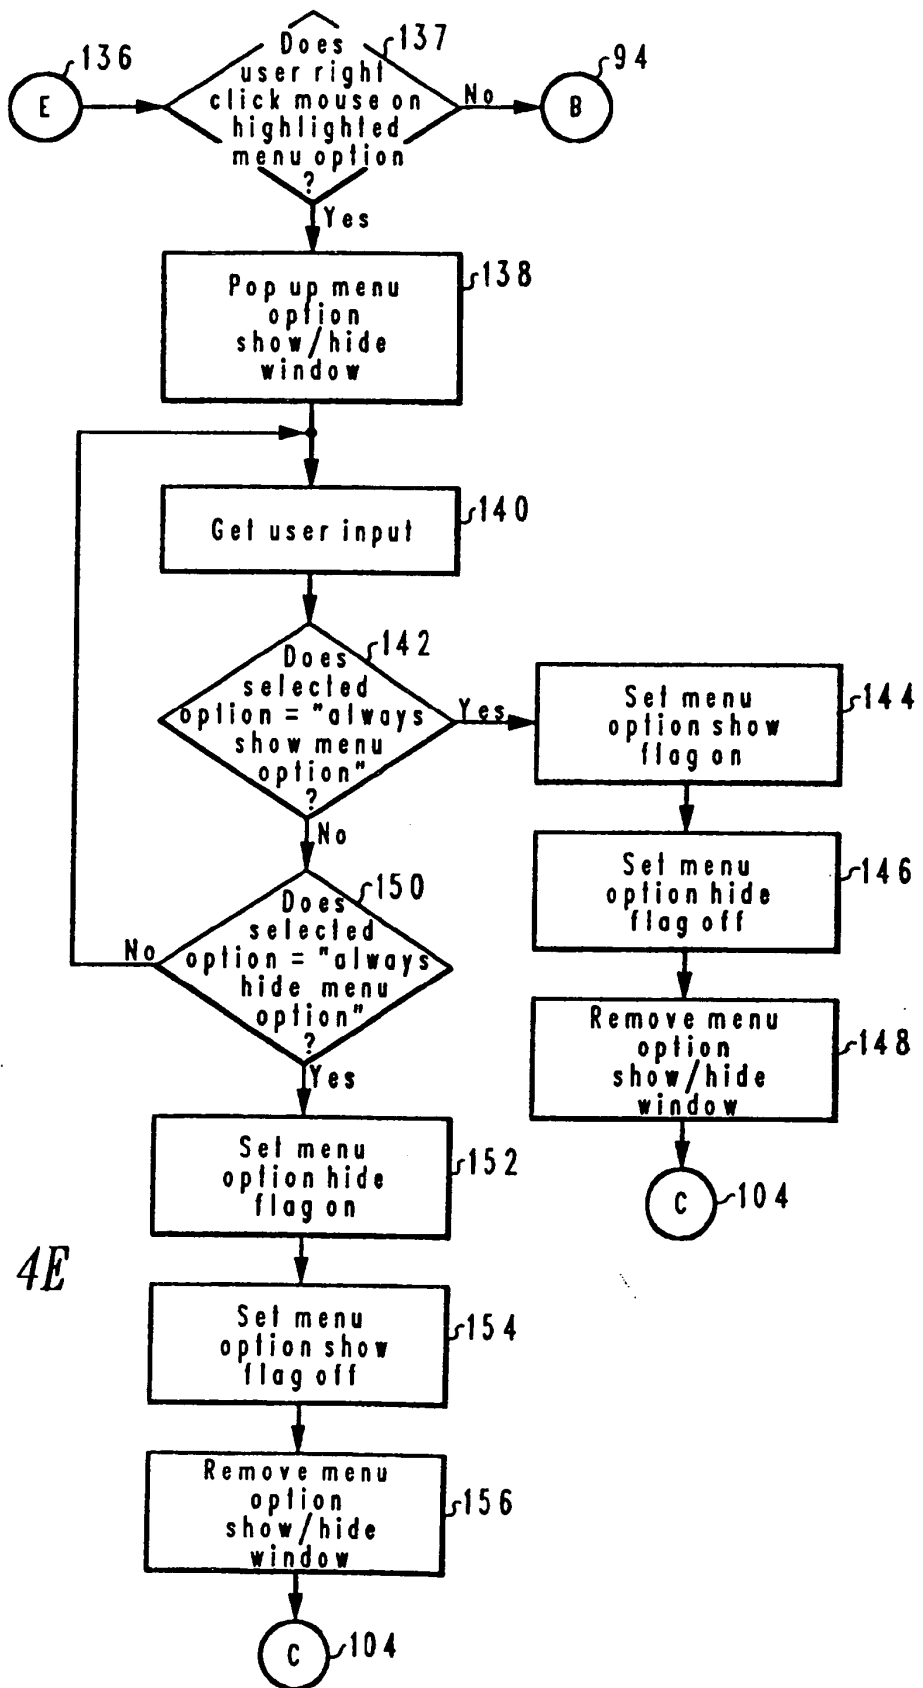 136
E
Does
user right
click mouse on
highlighted
menu option
?
137
No
94
B
Yes
Pop up menu
option
show/hide
window
138
Get user input
140
Does
selected
option = "always
show menu
option"
?
142
Yes
Set menu
option show
flag on
144
No
Set menu
option hide
flag off
146
Does
selected
option = "always
hide menu
option"
?
150
No
Remove menu
option
show/hide
window
148
Yes
C
104
Set menu
option hide
flag on
152
4E
Set menu
option show
flag off
154
Remove menu
option
show/hide
window
156
C
104